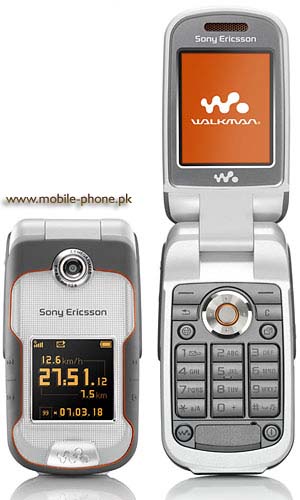 Sony Ericsson
WALKMAN
www.mobile-phone.pk
Sony Ericsson
12.6 km/h
27:51.12
7.5 km
07.03.18
C
1
2 ABC
3 DEF
4 GHI
5 JKL
6 MNO
7 PQRS
8 TUV
9 WXYZ
* a/A
0 +
#